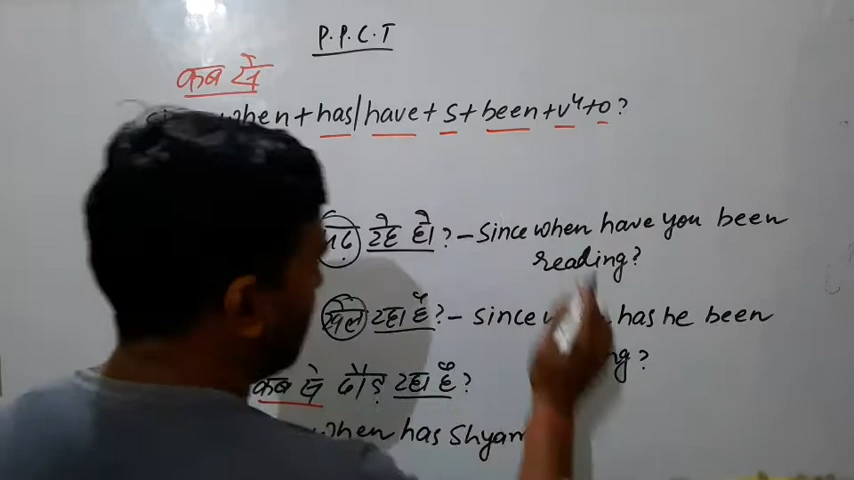 P.P.C.T
कब से
when + has/have + S + been + v⁴ + o ?
रहे हो ? – Since when have you been
reading?
खेल रहा है ? – since has he been
कब से दौड़ रहा है ?
when has Shyam